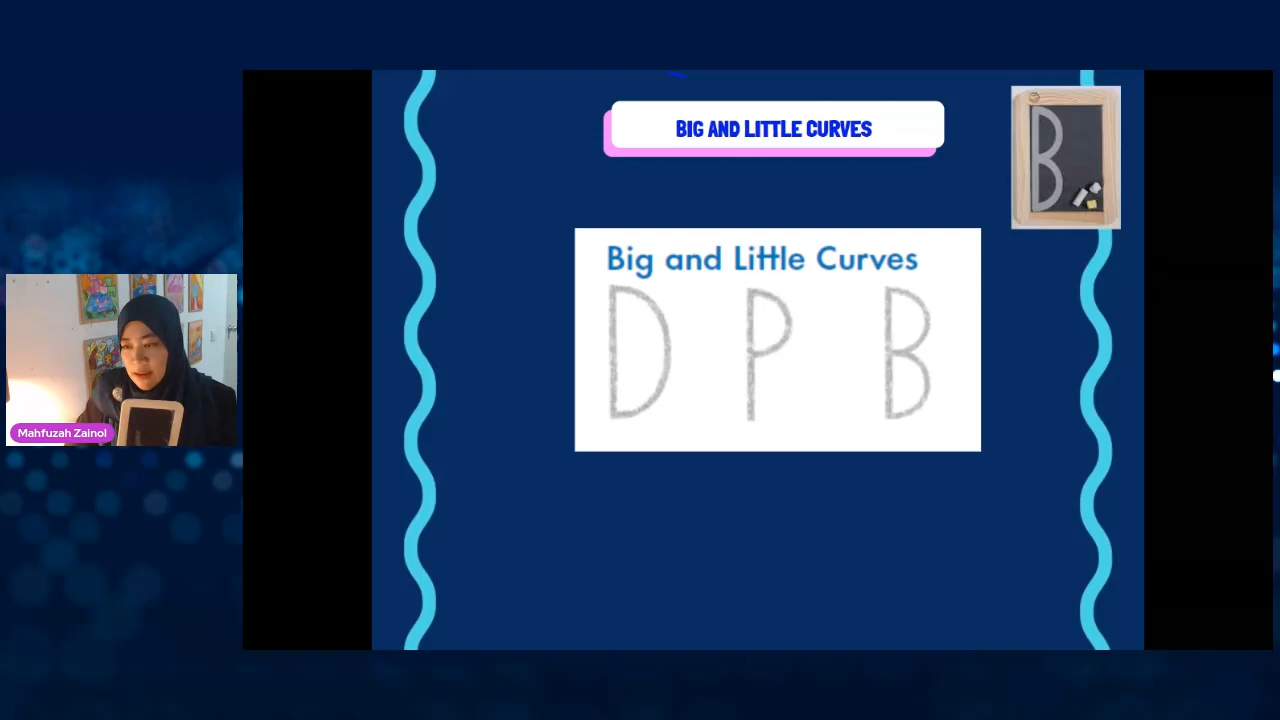 BIG AND LITTLE CURVES
B
Big and Little Curves
D P B
Mahfuzah Zainol